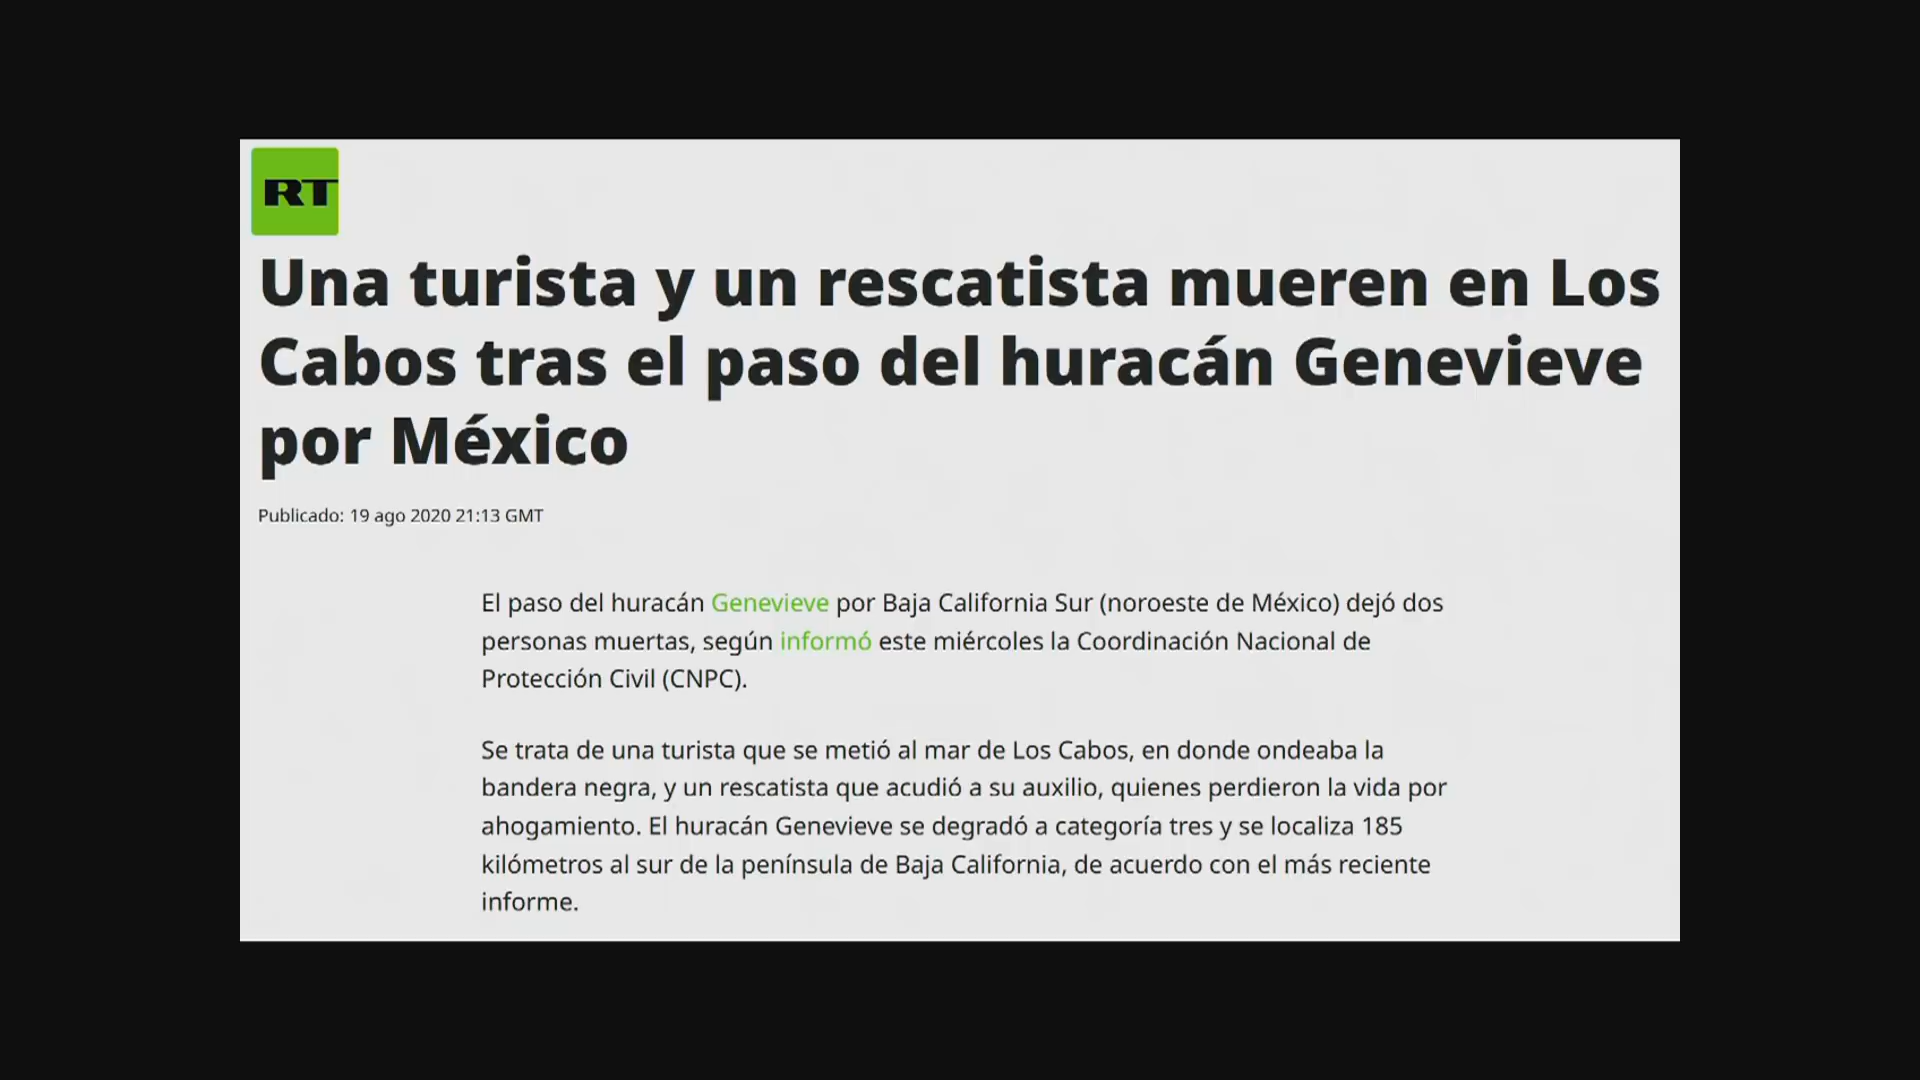 RT
Una turista y un rescatista mueren en Los
Cabos tras el paso del huracán Genevieve
por México
Publicado: 19 ago 2020 21:13 GMT
El paso del huracán Genevieve por Baja California Sur (noroeste de México) dejó dos
personas muertas, según informó este miércoles la Coordinación Nacional de
Protección Civil (CNPC).
Se trata de una turista que se metió al mar de Los Cabos, en donde ondeaba la
bandera negra, y un rescatista que acudió a su auxilio, quienes perdieron la vida por
ahogamiento. El huracán Genevieve se degradó a categoría tres y se localiza 185
kilómetros al sur de la península de Baja California, de acuerdo con el más reciente
informe.